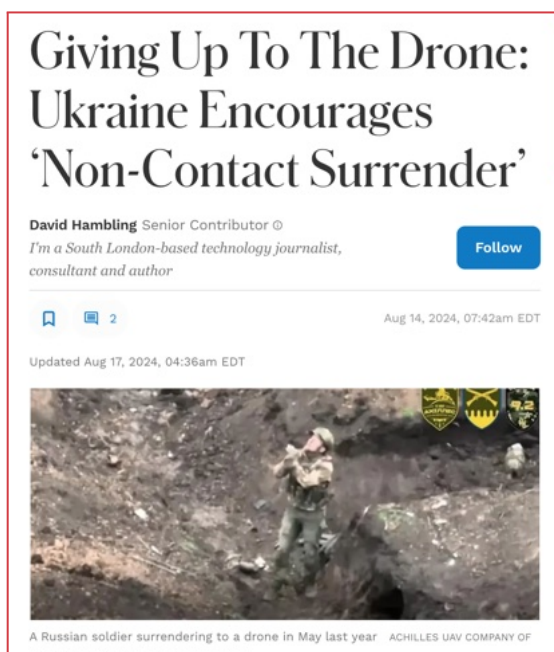 Giving Up To The Drone:
Ukraine Encourages
‘Non-Contact Surrender’
David Hambling Senior Contributor
I'm a South London-based technology journalist,
consultant and author
Follow
2
Aug 14, 2024, 07:42am EDT
Updated Aug 17, 2024, 04:36am EDT
9.2
A Russian soldier surrendering to a drone in May last year ACHILLES UAV COMPANY OF